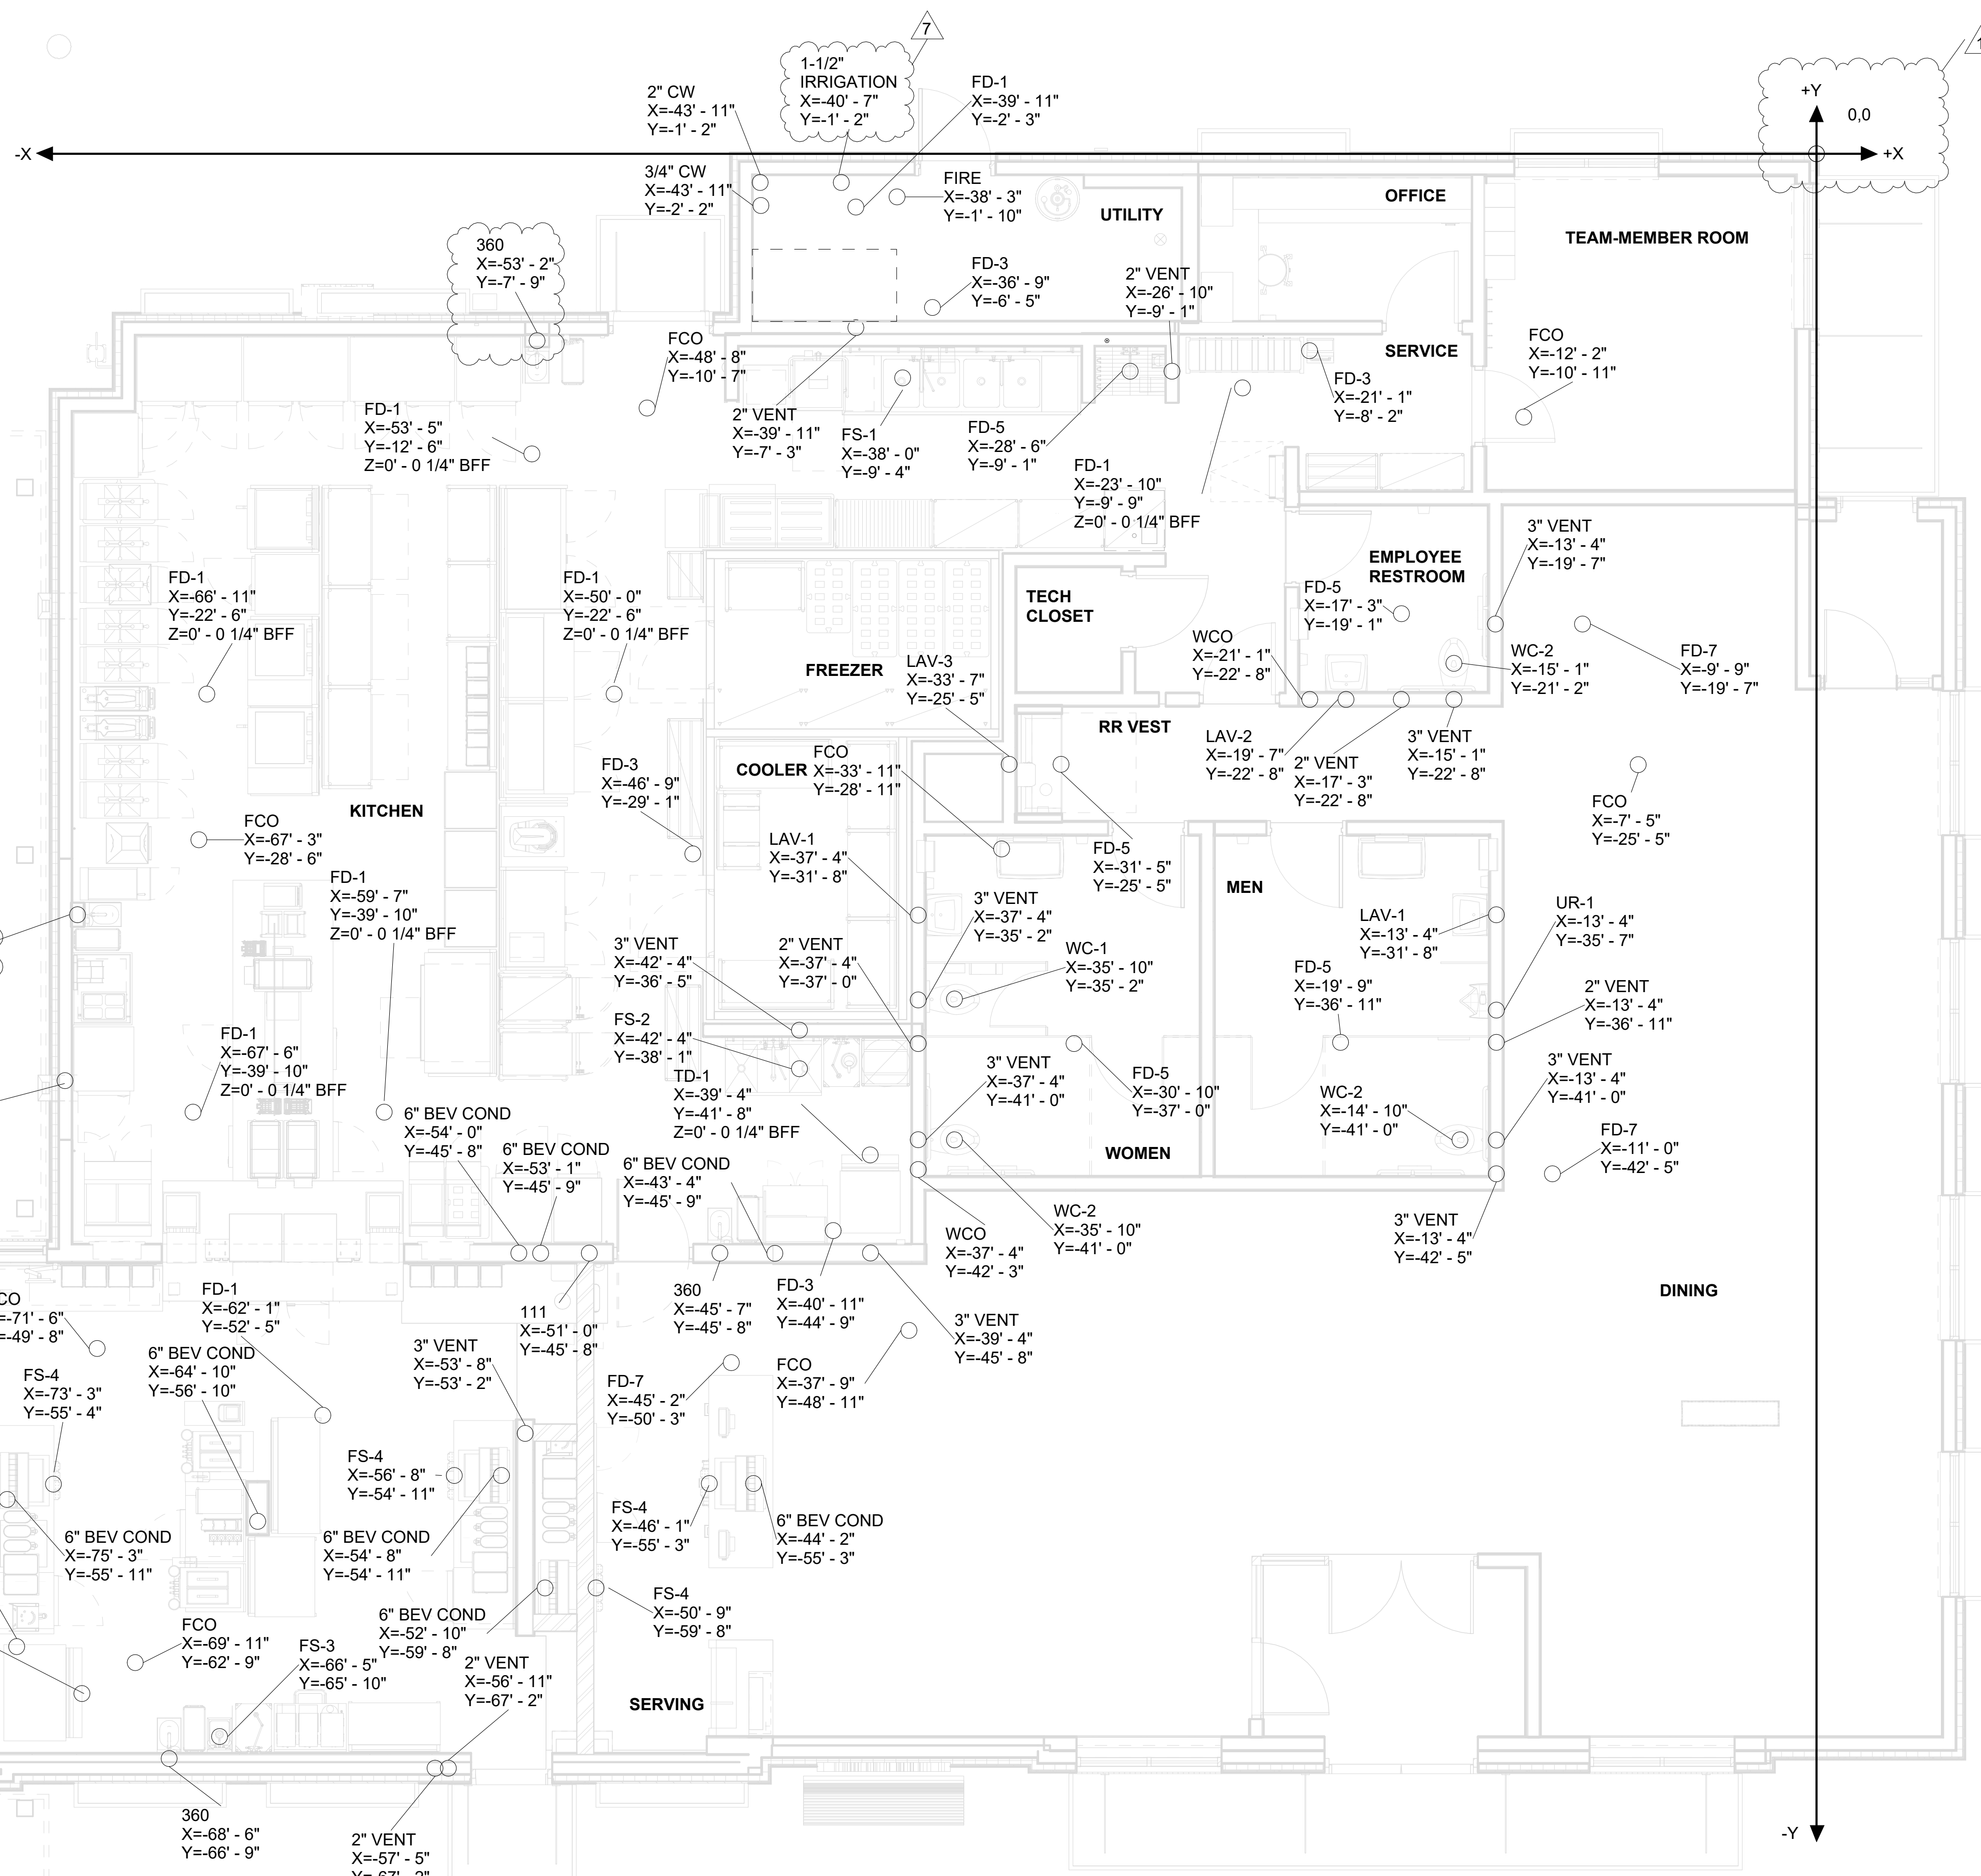 7
1
1-1/2"
IRRIGATION
X=-40' - 7"
Y=-1' - 2"
2" CW
X=-43' - 11"
Y=-1' - 2"
FD-1
X=-39' - 11"
Y=-2' - 3"
+Y
0,0
-X
+X
3/4" CW
X=-43' - 11"
Y=-2' - 2"
FIRE
X=-38' - 3"
Y=-1' - 10"
UTILITY
OFFICE
TEAM-MEMBER ROOM
360
X=-53' - 2"
Y=-7' - 9"
FD-3
X=-36' - 9"
Y=-6' - 5"
2" VENT
X=-26' - 10"
Y=-9' - 1"
FCO
X=-48' - 8"
Y=-10' - 7"
SERVICE
FCO
X=-12' - 2"
Y=-10' - 11"
FD-3
X=-21' - 1"
Y=-8' - 2"
FD-1
X=-53' - 5"
Y=-12' - 6"
Z=0' - 0 1/4" BFF
2" VENT
X=-39' - 11"
Y=-7' - 3"
FS-1
X=-38' - 0"
Y=-9' - 4"
FD-5
X=-28' - 6"
Y=-9' - 1"
FD-1
X=-23' - 10"
Y=-9' - 9"
Z=0' - 0 1/4" BFF
3" VENT
X=-13' - 4"
Y=-19' - 7"
EMPLOYEE
RESTROOM
FD-1
X=-66' - 11"
Y=-22' - 6"
Z=0' - 0 1/4" BFF
FD-1
X=-50' - 0"
Y=-22' - 6"
Z=0' - 0 1/4" BFF
TECH
CLOSET
FD-5
X=-17' - 3"
Y=-19' - 1"
WCO
X=-21' - 1"
Y=-22' - 8"
WC-2
X=-15' - 1"
Y=-21' - 2"
FD-7
X=-9' - 9"
Y=-19' - 7"
FREEZER
LAV-3
X=-33' - 7"
Y=-25' - 5"
RR VEST
LAV-2
X=-19' - 7"
Y=-22' - 8"
2" VENT
X=-17' - 3"
Y=-22' - 8"
3" VENT
X=-15' - 1"
Y=-22' - 8"
FD-3
X=-46' - 9"
Y=-29' - 1"
COOLER
FCO
X=-33' - 11"
Y=-28' - 11"
FCO
X=-7' - 5"
Y=-25' - 5"
KITCHEN
FCO
X=-67' - 3"
Y=-28' - 6"
LAV-1
X=-37' - 4"
Y=-31' - 8"
FD-5
X=-31' - 5"
Y=-25' - 5"
FD-1
X=-59' - 7"
Y=-39' - 10"
Z=0' - 0 1/4" BFF
MEN
3" VENT
X=-37' - 4"
Y=-35' - 2"
LAV-1
X=-13' - 4"
Y=-31' - 8"
UR-1
X=-13' - 4"
Y=-35' - 7"
3" VENT
X=-42' - 4"
Y=-36' - 5"
2" VENT
X=-37' - 4"
Y=-37' - 0"
WC-1
X=-35' - 10"
Y=-35' - 2"
FD-5
X=-19' - 9"
Y=-36' - 11"
2" VENT
X=-13' - 4"
Y=-36' - 11"
FS-2
X=-42' - 4"
Y=-38' - 1"
FD-1
X=-67' - 6"
Y=-39' - 10"
Z=0' - 0 1/4" BFF
TD-1
X=-39' - 4"
Y=-41' - 8"
Z=0' - 0 1/4" BFF
3" VENT
X=-37' - 4"
Y=-41' - 0"
FD-5
X=-30' - 10"
Y=-37' - 0"
WC-2
X=-14' - 10"
Y=-41' - 0"
3" VENT
X=-13' - 4"
Y=-41' - 0"
6" BEV COND
X=-54' - 0"
Y=-45' - 8"
6" BEV COND
X=-53' - 1"
Y=-45' - 9"
6" BEV COND
X=-43' - 4"
Y=-45' - 9"
WOMEN
FD-7
X=-11' - 0"
Y=-42' - 5"
WC-2
X=-35' - 10"
Y=-41' - 0"
WCO
X=-37' - 4"
Y=-42' - 3"
3" VENT
X=-13' - 4"
Y=-42' - 5"
DINING
CO
=-71' - 6"
=-49' - 8"
FD-1
X=-62' - 1"
Y=-52' - 5"
111
X=-51' - 0"
Y=-45' - 8"
360
X=-45' - 7"
Y=-45' - 8"
FD-3
X=-40' - 11"
Y=-44' - 9"
3" VENT
X=-39' - 4"
Y=-45' - 8"
6" BEV COND
X=-64' - 10"
Y=-56' - 10"
3" VENT
X=-53' - 8"
Y=-53' - 2"
FS-4
X=-73' - 3"
Y=-55' - 4"
FD-7
X=-45' - 2"
Y=-50' - 3"
FCO
X=-37' - 9"
Y=-48' - 11"
FS-4
X=-56' - 8"
Y=-54' - 11"
6" BEV COND
X=-75' - 3"
Y=-55' - 11"
6" BEV COND
X=-54' - 8"
Y=-54' - 11"
FS-4
X=-46' - 1"
Y=-55' - 3"
6" BEV COND
X=-44' - 2"
Y=-55' - 3"
6" BEV COND
X=-52' - 10"
Y=-59' - 8"
FS-4
X=-50' - 9"
Y=-59' - 8"
FCO
X=-69' - 11"
Y=-62' - 9"
FS-3
X=-66' - 5"
Y=-65' - 10"
2" VENT
X=-56' - 11"
Y=-67' - 2"
SERVING
360
X=-68' - 6"
Y=-66' - 9"
2" VENT
X=-57' - 5"
Y=-67' - 2"
-Y